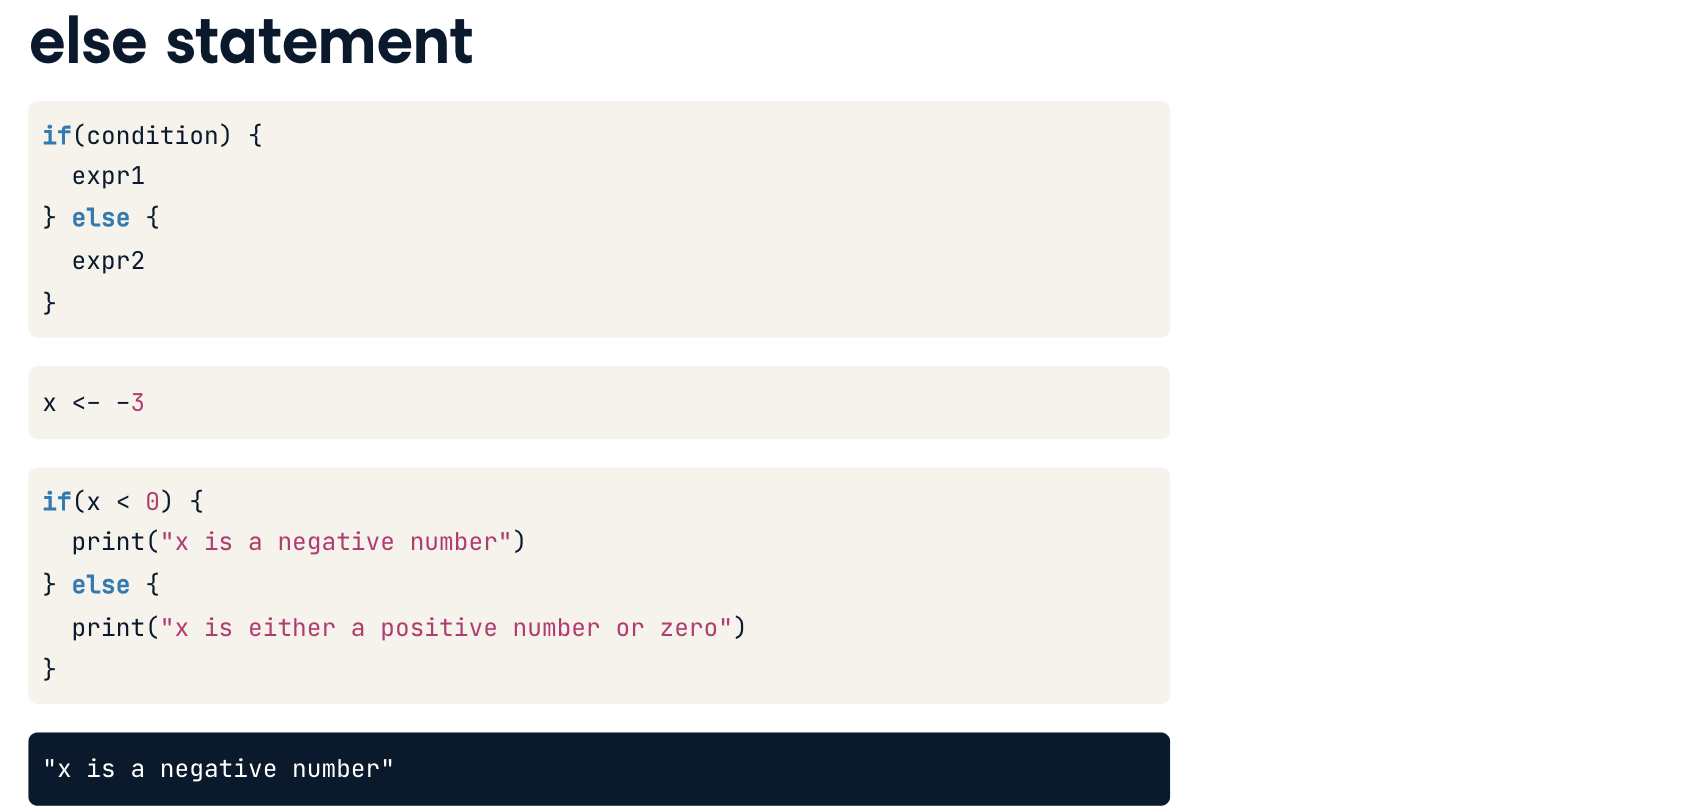 else statement
if(condition) {
  expr1
} else {
  expr2
}
x <- -3
if(x < 0) {
  print("x is a negative number")
} else {
  print("x is either a positive number or zero")
}
"x is a negative number"